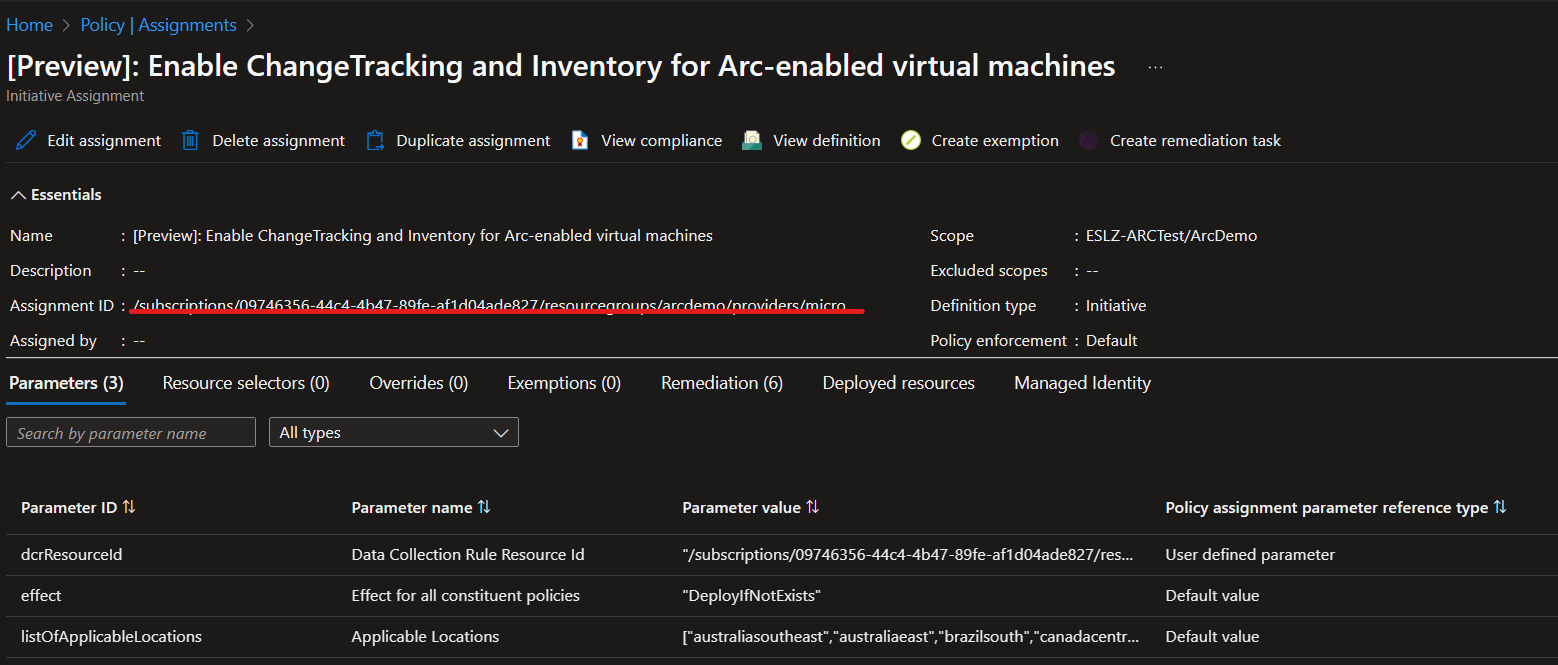 Home > Policy | Assignments >
[Preview]: Enable ChangeTracking and Inventory for Arc-enabled virtual machines ...
Initiative Assignment
Edit assignment Delete assignment Duplicate assignment View compliance View definition Create exemption Create remediation task
Essentials
Name : [Preview]: Enable ChangeTracking and Inventory for Arc-enabled virtual machines Scope : ESLZ-ARCTest/ArcDemo
Description : -- Excluded scopes : --
Assignment ID : /subscriptions/09746356-44c4-4b47-89fe-af1d04ade827/resourcegroups/arcdemo/providers/micro... Definition type : Initiative
Assigned by : -- Policy enforcement : Default
Parameters (3) Resource selectors (0) Overrides (0) Exemptions (0) Remediation (6) Deployed resources Managed Identity
Search by parameter name All types
Parameter ID Parameter name Parameter value Policy assignment parameter reference type
dcrResourceId Data Collection Rule Resource Id "/subscriptions/09746356-44c4-4b47-89fe-af1d04ade827/res... User defined parameter
effect Effect for all constituent policies "DeployIfNotExists" Default value
listOfApplicableLocations Applicable Locations ["australiasoutheast","australiaeast","brazilsouth","canadacentr... Default value